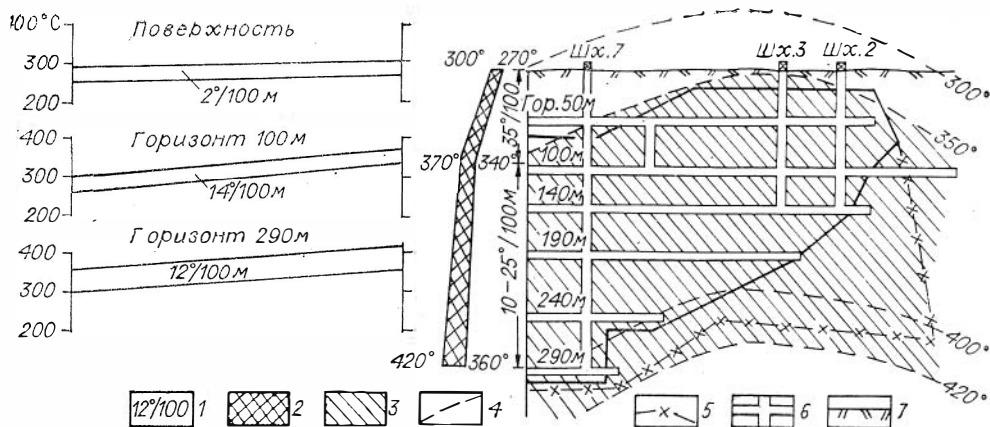 100°С
Поверхность
300
2°/100 м
200
400
Горизонт 100м
300
14°/100м
200
Горизонт 290м
400
12°/100м
300
200
300° 270°
35°/100
370° 340°
10-25°/100м
420° 360°
Шх.7
Шх.3
Шх.2
Гор.50м
100м
140м
190м
240м
290м
300°
350°
400°
420°
12°/100 1
2
3
4
5
6
7